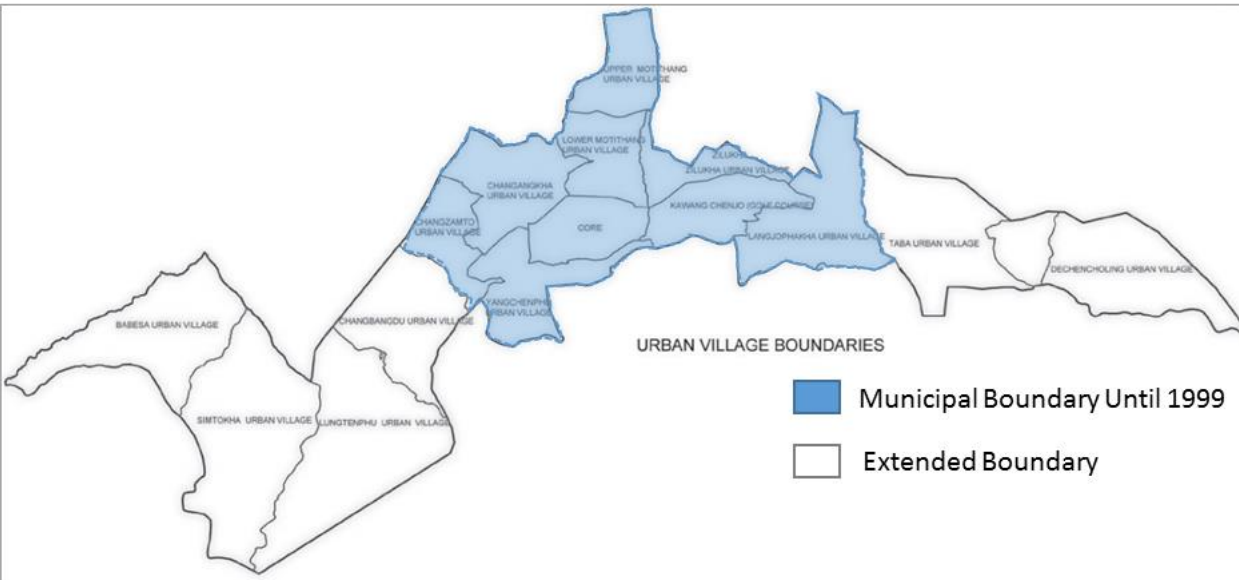 UPPER MOTITHANG
URBAN VILLAGE
LOWER MOTITHANG
URBAN VILLAGE
ZILUKHA
ZILUKHA URBAN VILLAGE
CHANGANGKHA
URBAN VILLAGE
KAWANG CHENJO (GOLF COURSE)
CHANGZAMTO
URBAN VILLAGE
CORE
LANGJOPHAKHA URBAN VILLAGE
TABA URBAN VILLAGE
DECHENCHOLING URBAN VILLAGE
YANGCHENPHU
URBAN VILLAGE
BABESA URBAN VILLAGE
CHANGBANGDU URBAN VILLAGE
URBAN VILLAGE BOUNDARIES
Municipal Boundary Until 1999
SIMTOKHA URBAN VILLAGE
LUNGTENPHU URBAN VILLAGE
Extended Boundary